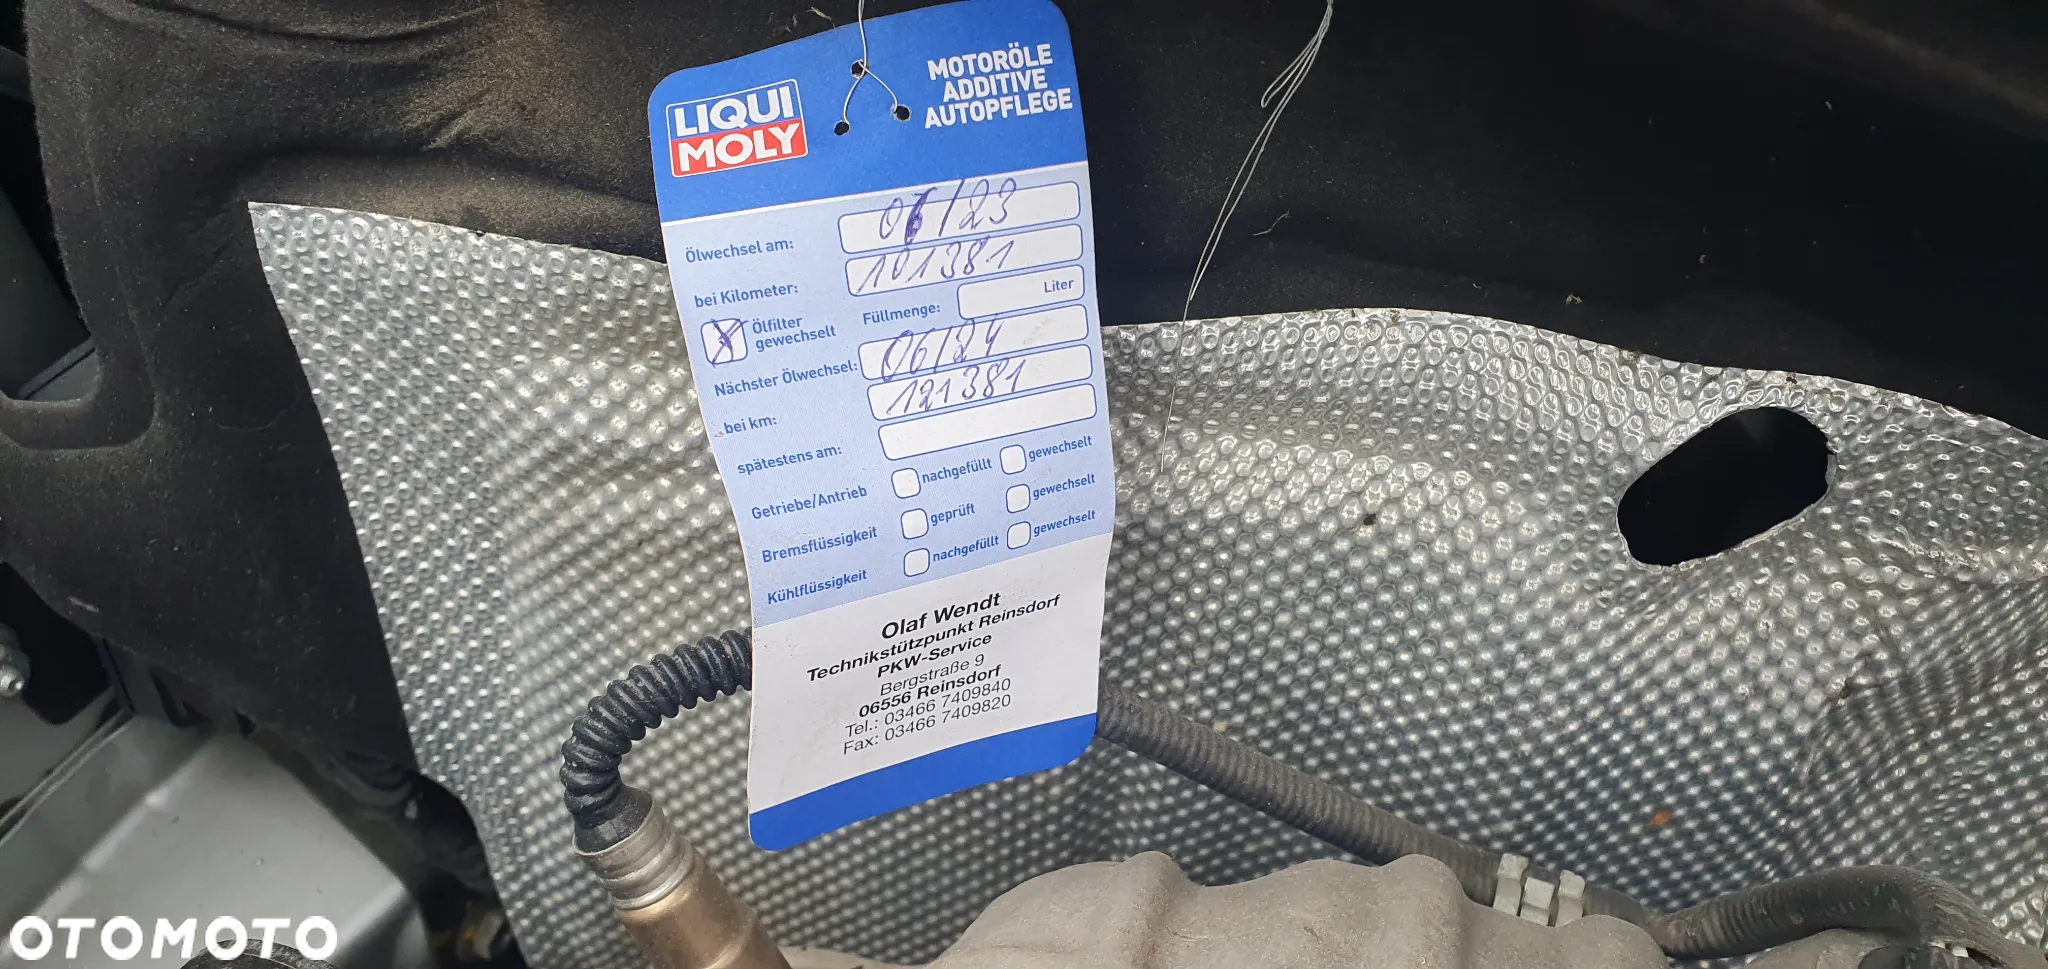 LIQUI
MOLY
MOTORÖLE
ADDITIVE
AUTOPFLEGE
Ölwechsel am: 06/23
bei Kilometer: 101381
Ölfilter
gewechselt
Füllmenge: Liter
Nächster Ölwechsel: 06/24
bei km: 121381
spätestens am:
Getriebe/Antrieb nachgefüllt gewechselt
Bremsflüssigkeit geprüft gewechselt
Kühlflüssigkeit nachgefüllt gewechselt
Olaf Wendt
Technikstützpunkt Reinsdorf
PKW-Service
Bergstraße 9
06556 Reinsdorf
Tel.: 03466 7409840
Fax: 03466 7409820
OTOMOTO